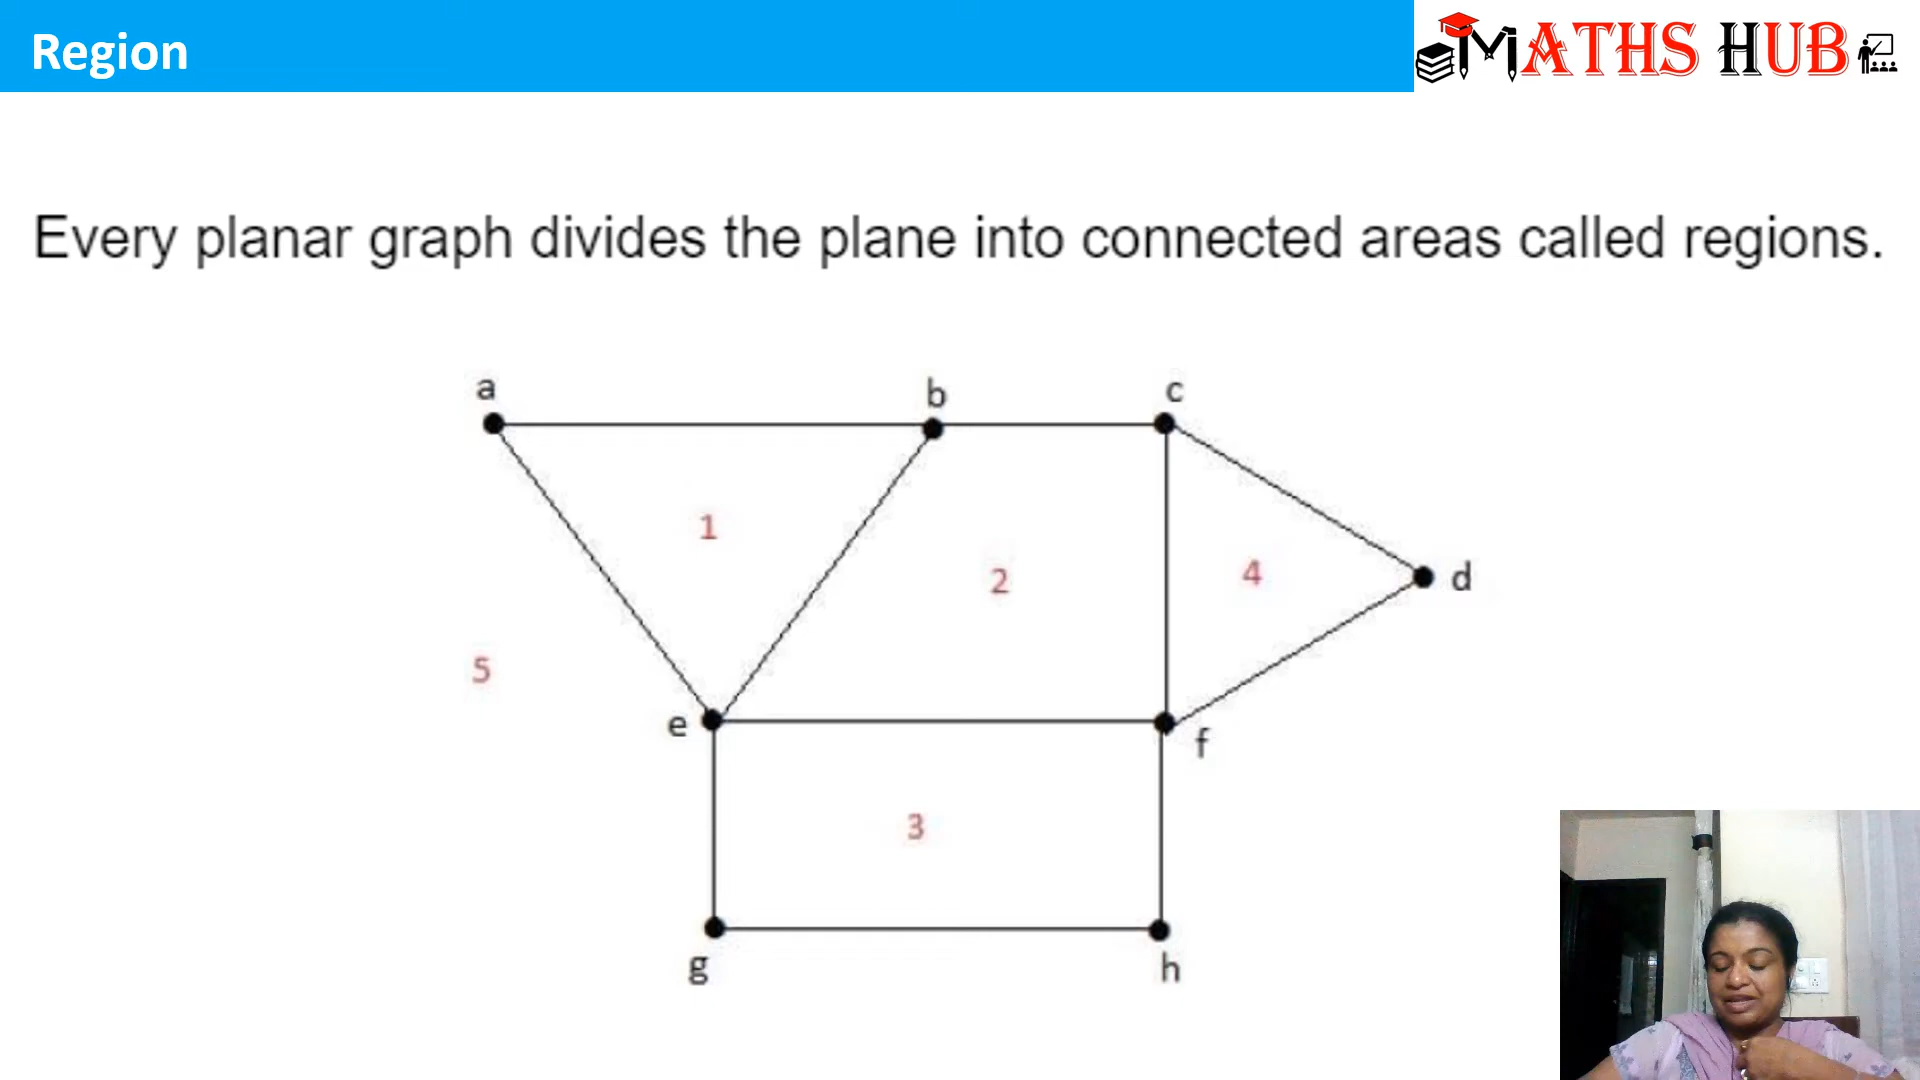 Region
MATHS HUB
Every planar graph divides the plane into connected areas called regions.
a
b
c
1
2
4
d
5
e
f
3
g
h